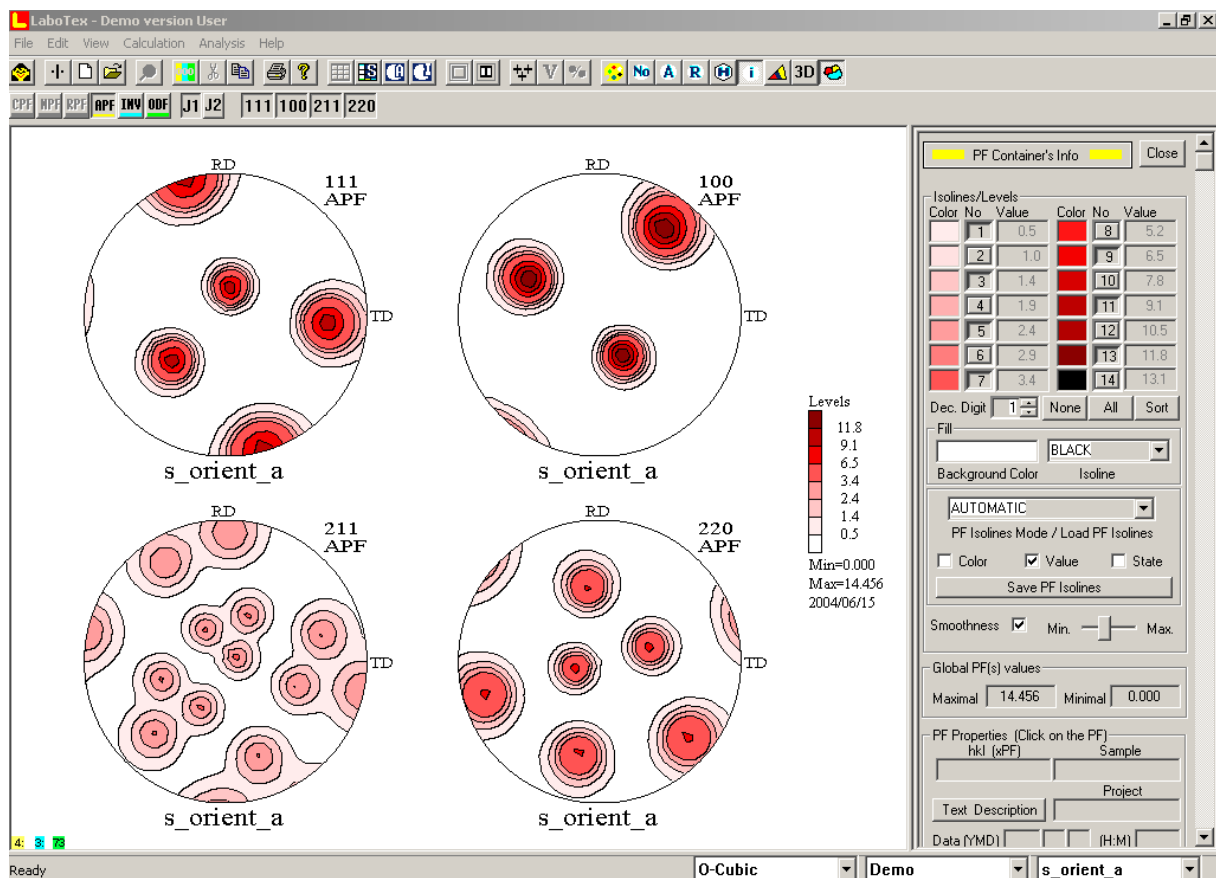 LaboTex - Demo version User
File Edit View Calculation Analysis Help
No A R H i 3D
CPF NPF RPF APF INV ODF J1 J2 111 100 211 220
RD
111
APF
TD
s_orient_a
RD
100
APF
TD
RD
211
APF
TD
s_orient_a
RD
220
APF
TD
s_orient_a
Levels
11.8
9.1
6.5
3.4
2.4
1.4
0.5
Min=0.000
Max=14.456
2004/06/15
PF Container's Info Close
Isolines/Levels
Color No Value Color No Value
1 0.5 8 5.2
2 1.0 9 6.5
3 1.4 10 7.8
4 1.9 11 9.1
5 2.4 12 10.5
6 2.9 13 11.8
7 3.4 14 13.1
Dec. Digit 1 None All Sort
Fill
BLACK
Background Color Isoline
AUTOMATIC
PF Isolines Mode / Load PF Isolines
Color Value State
Save PF Isolines
Smoothness Min. Max.
Global PF(s) values
Maximal 14.456 Minimal 0.000
PF Properties (Click on the PF)
hkl (xPF) Sample
Project
Text Description
Data (YMD) (H:M)
4: 3: 73
Ready O-Cubic Demo s_orient_a